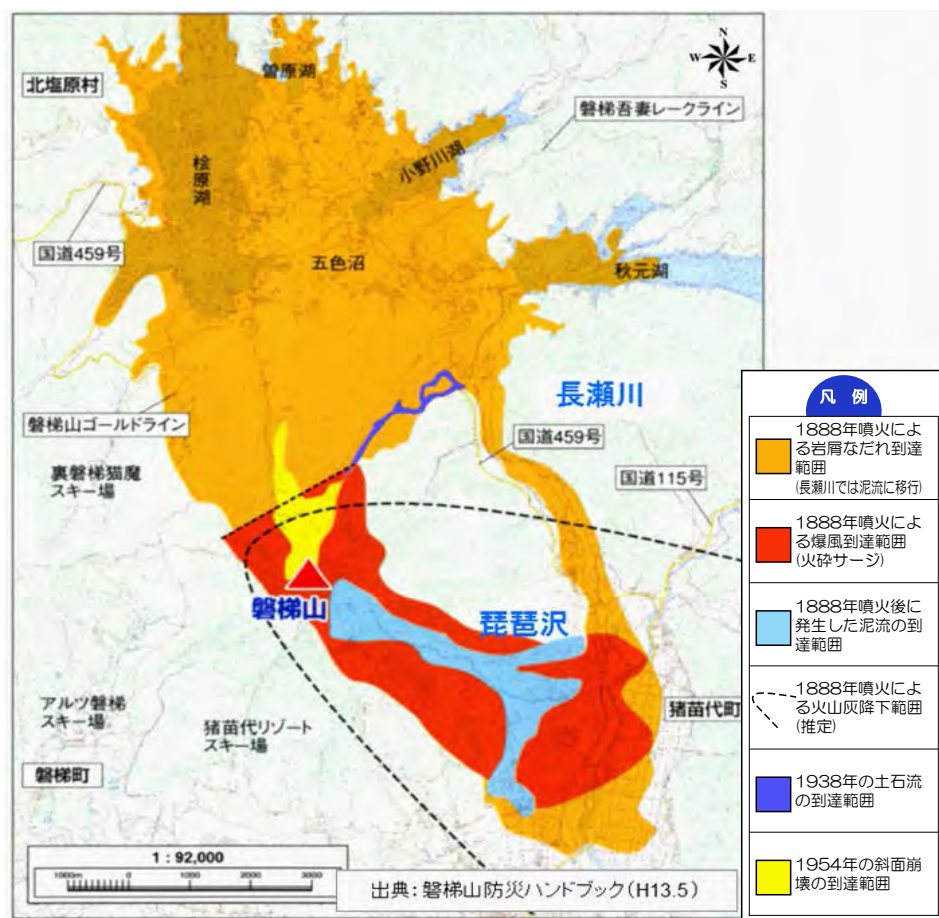 N
W E
S
北塩原村
曽原湖
磐梯吾妻レークライン
小野川湖
桧原湖
国道459号
五色沼
秋元湖
長瀬川
磐梯山ゴールドライン
国道459号
裏磐梯猫魔
スキー場
国道115号
磐梯山
琵琶沢
アルツ磐梯
スキー場
猪苗代リゾート
スキー場
猪苗代町
磐梯町
1 : 92,000
1000m 0 1000 2000 3000
出典：磐梯山防災ハンドブック(H13.5)
凡 例
1888年噴火によ
る岩屑なだれ到達
範囲
(長瀬川では泥流に移行)
1888年噴火によ
る爆風到達範囲
(火砕サージ)
1888年噴火後に
発生した泥流の到
達範囲
1888年噴火によ
る火山灰降下範囲
(推定)
1938年の土石流
の到達範囲
1954年の斜面崩
壊の到達範囲